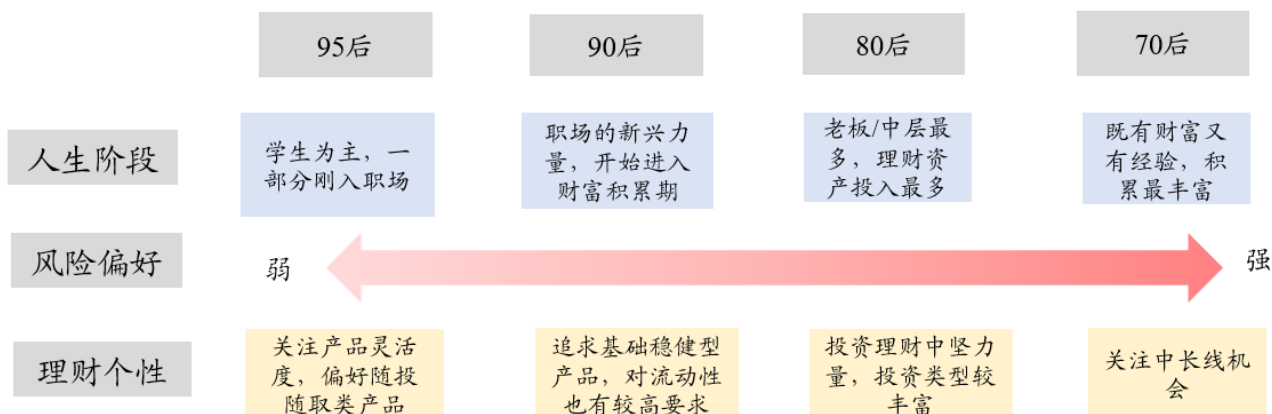 95后
90后
80后
70后
人生阶段
学生为主，一
部分刚入职场
职场的新兴力
量，开始进入
财富积累期
老板/中层最
多，理财资
产投入最多
既有财富又
有经验，积
累最丰富
风险偏好
弱
强
理财个性
关注产品灵活
度，偏好随投
随取类产品
追求基础稳健型
产品，对流动性
也有较高要求
投资理财中坚力
量，投资类型较
丰富
关注中长线机
会